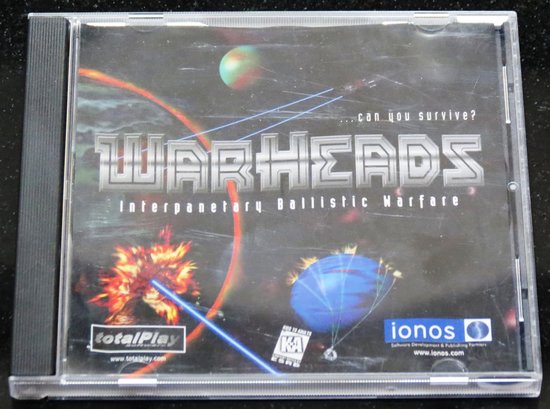 ...can you survive?
WARHEADS
Interpanetary Ballistic Warfare
totalPlay
www.totalplay.com
KA
ionos
Software Development & Publishing Partners
www.ionos.com